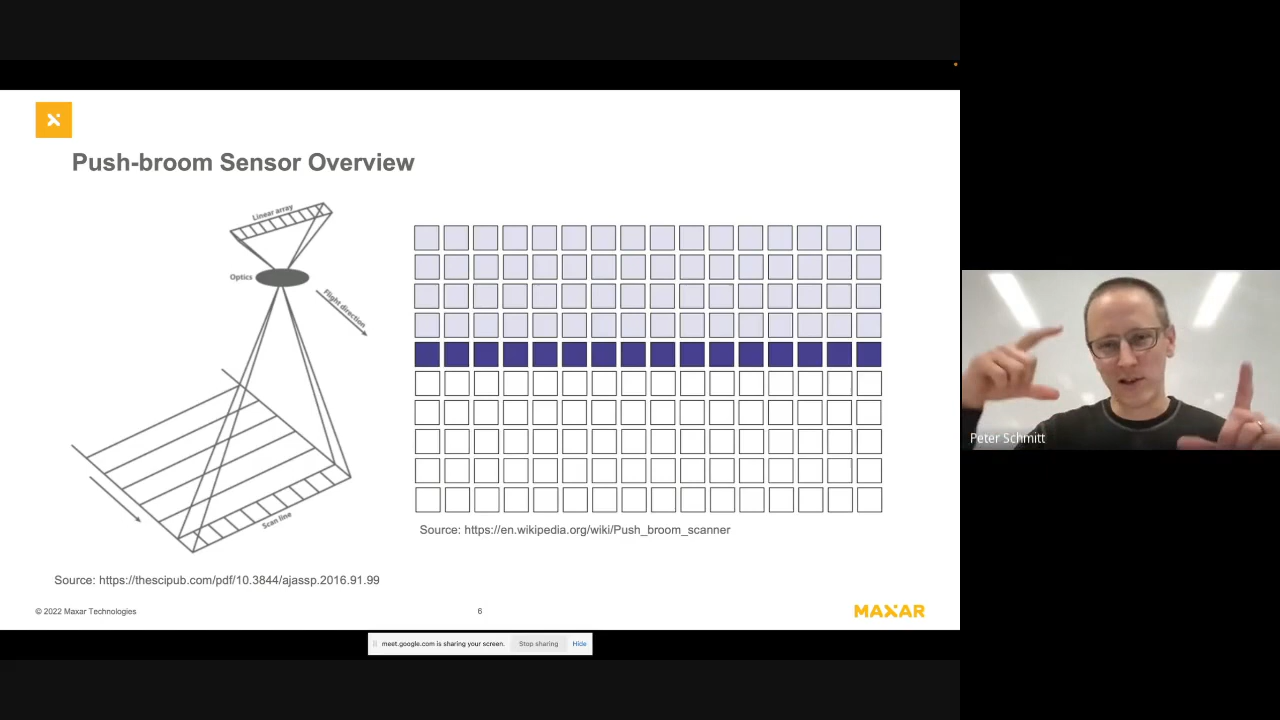 Push-broom Sensor Overview
Linear array
Optics
Flight direction
Scan line
Source: https://en.wikipedia.org/wiki/Push_broom_scanner
Source: https://thescipub.com/pdf/10.3844/ajassp.2016.91.99
© 2022 Maxar Technologies
6
MAXAR
meet.google.com is sharing your screen.
Stop sharing
Hide
Peter Schmitt